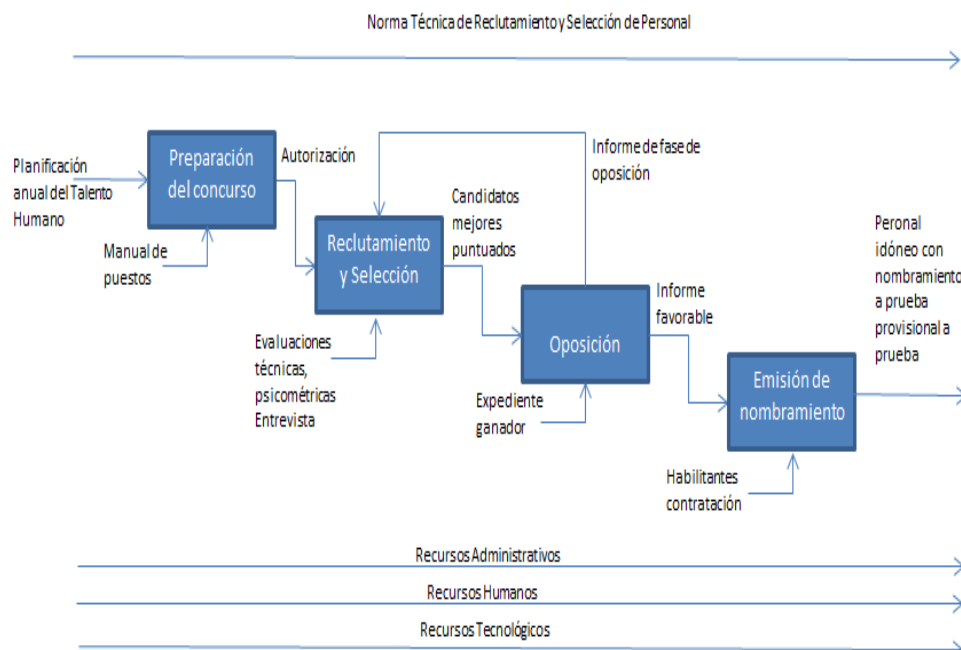 Norma Técnica de Reclutamiento y Selección de Personal
Planificación
anual del Talento
Humano
Preparación
del concurso
Autorización
Manual de
puestos
Informe de fase de
oposición
Reclutamiento
y Selección
Candidatos
mejores
puntuados
Evaluaciones
técnicas,
psicométricas
Entrevista
Oposición
Informe
favorable
Expediente
ganador
Peronal
idóneo con
nombramiento
a prueba
provisional a
prueba
Emisión de
nombramiento
Habilitantes
contratación
Recursos Administrativos
Recursos Humanos
Recursos Tecnológicos